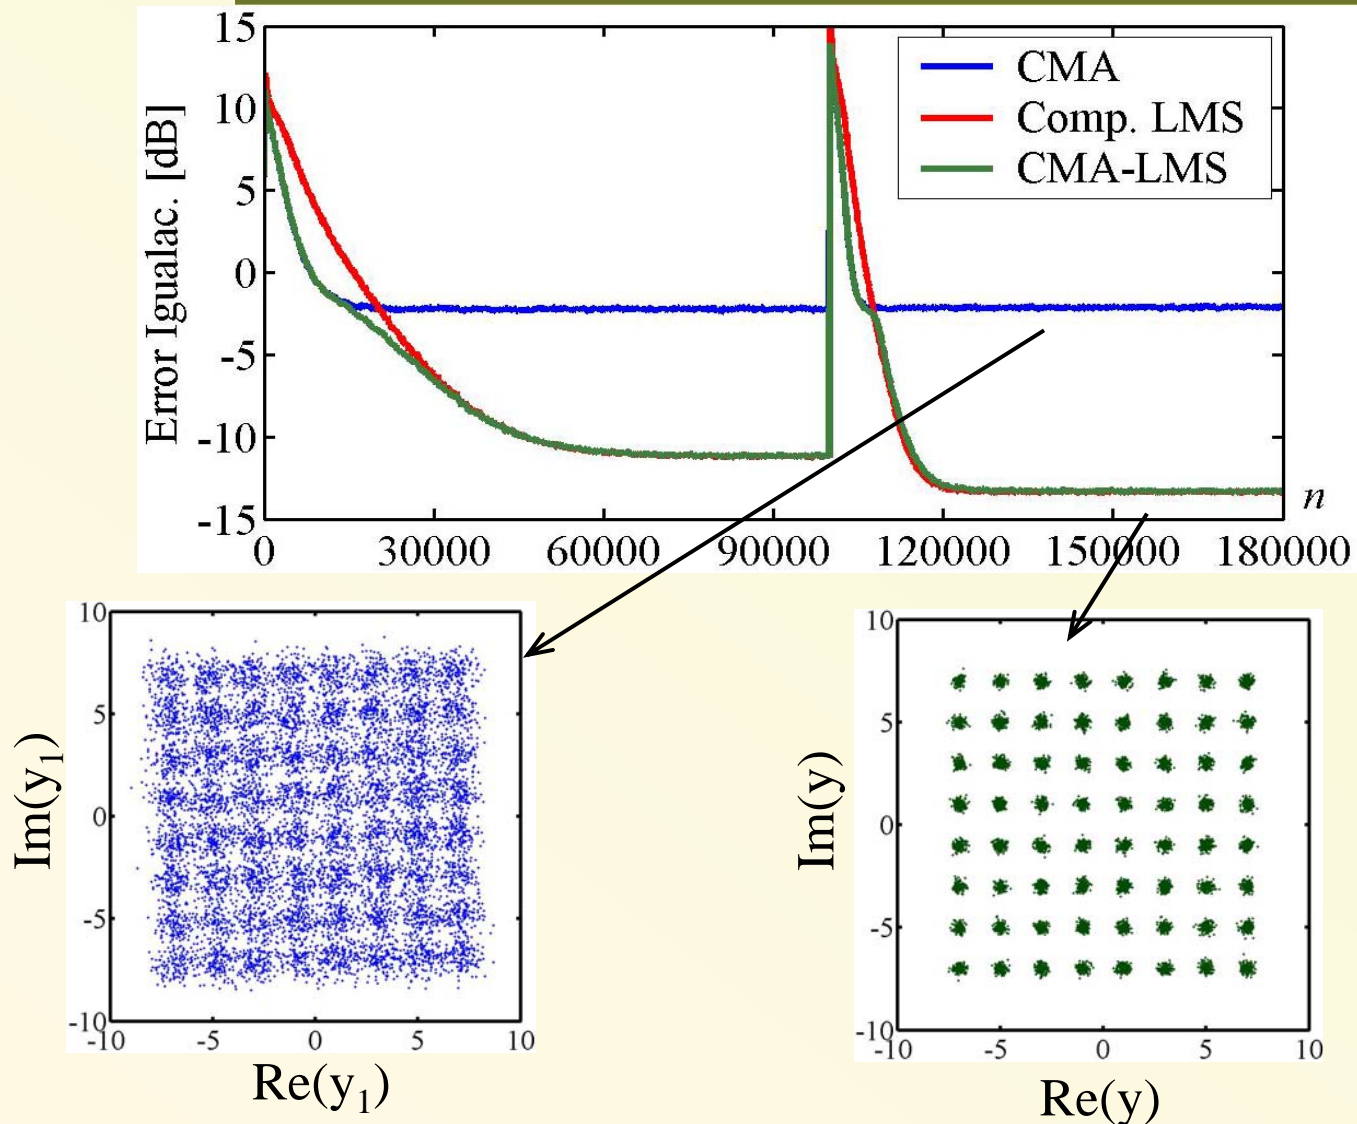 15
10
5
0
-5
-10
-15
Error Igualac. [dB]
CMA
Comp. LMS
CMA-LMS
n
0 30000 60000 90000 120000 150000 180000
10
5
0
-5
-10
Im(y₁)
-10 -5 0 5 10
Re(y₁)
10
5
0
-5
-10
Im(y)
-10 -5 0 5 10
Re(y)